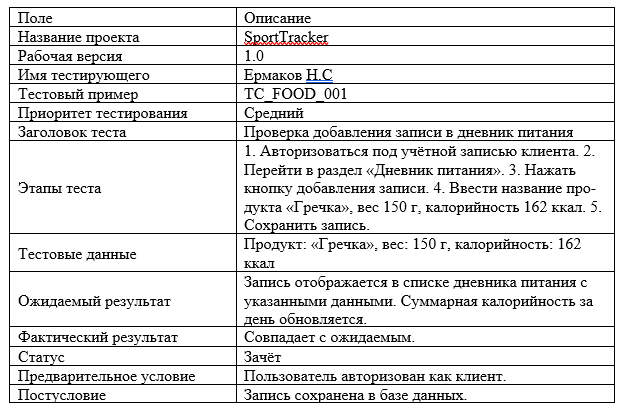 Поле Описание
Название проекта SportTracker
Рабочая версия 1.0
Имя тестирующего Ермаков Н.С
Тестовый пример TC_FOOD_001
Приоритет тестирования Средний
Заголовок теста Проверка добавления записи в дневник питания
Этапы теста 1. Авторизоваться под учётной записью клиента. 2.
Перейти в раздел «Дневник питания». 3. Нажать
кнопку добавления записи. 4. Ввести название про-
дукта «Гречка», вес 150 г, калорийность 162 ккал. 5.
Сохранить запись.
Тестовые данные Продукт: «Гречка», вес: 150 г, калорийность: 162
ккал
Ожидаемый результат Запись отображается в списке дневника питания с
указанными данными. Суммарная калорийность за
день обновляется.
Фактический результат Совпадает с ожидаемым.
Статус Зачёт
Предварительное условие Пользователь авторизован как клиент.
Постусловие Запись сохранена в базе данных.